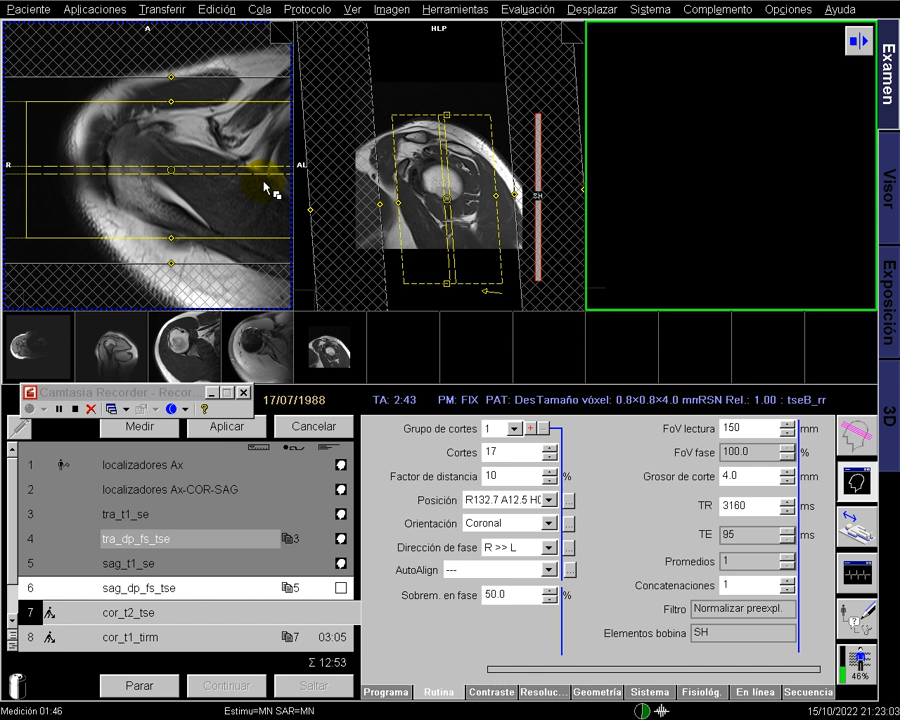 Paciente Aplicaciones Transferir Edición Cola Protocolo Ver Imagen Herramientas Evaluación Desplazar Sistema Complemento Opciones Ayuda
A
HLP
R
AL
SH
Examen
Visor
Exposición
3D
Camtasia Recorder - Recor...
17/07/1988
TA: 2:43 PM: FIX PAT: DesTamaño vóxel: 0.8×0.8×4.0 mmRSN Rel.: 1.00 : tseB_rr
Medir Aplicar Cancelar
1 localizadores Ax
2 localizadores Ax-COR-SAG
3 tra_t1_se
4 tra_dp_fs_tse 3
5 sag_t1_se
6 sag_dp_fs_tse 5
7 cor_t2_tse
8 cor_t1_tirm 7 03:05
Σ 12:53
Parar Continuar Saltar
Grupo de cortes 1 + -
Cortes 17
Factor de distancia 10 %
Posición R132.7 A12.5 H0 ...
Orientación Coronal ...
Dirección de fase R >> L ...
AutoAlign --- ...
Sobrem. en fase 50.0 %
FoV lectura 150 mm
FoV fase 100.0 %
Grosor de corte 4.0 mm
TR 3160 ms
TE 95 ms
Promedios 1
Concatenaciones 1
Filtro Normalizar preexpl.
Elementos bobina SH
Programa Rutina Contraste Resoluc... Geometría Sistema Fisiológ. En línea Secuencia
46%
Medición 01:46 Estimu=MN SAR=MN 15/10/2022 21:23:03